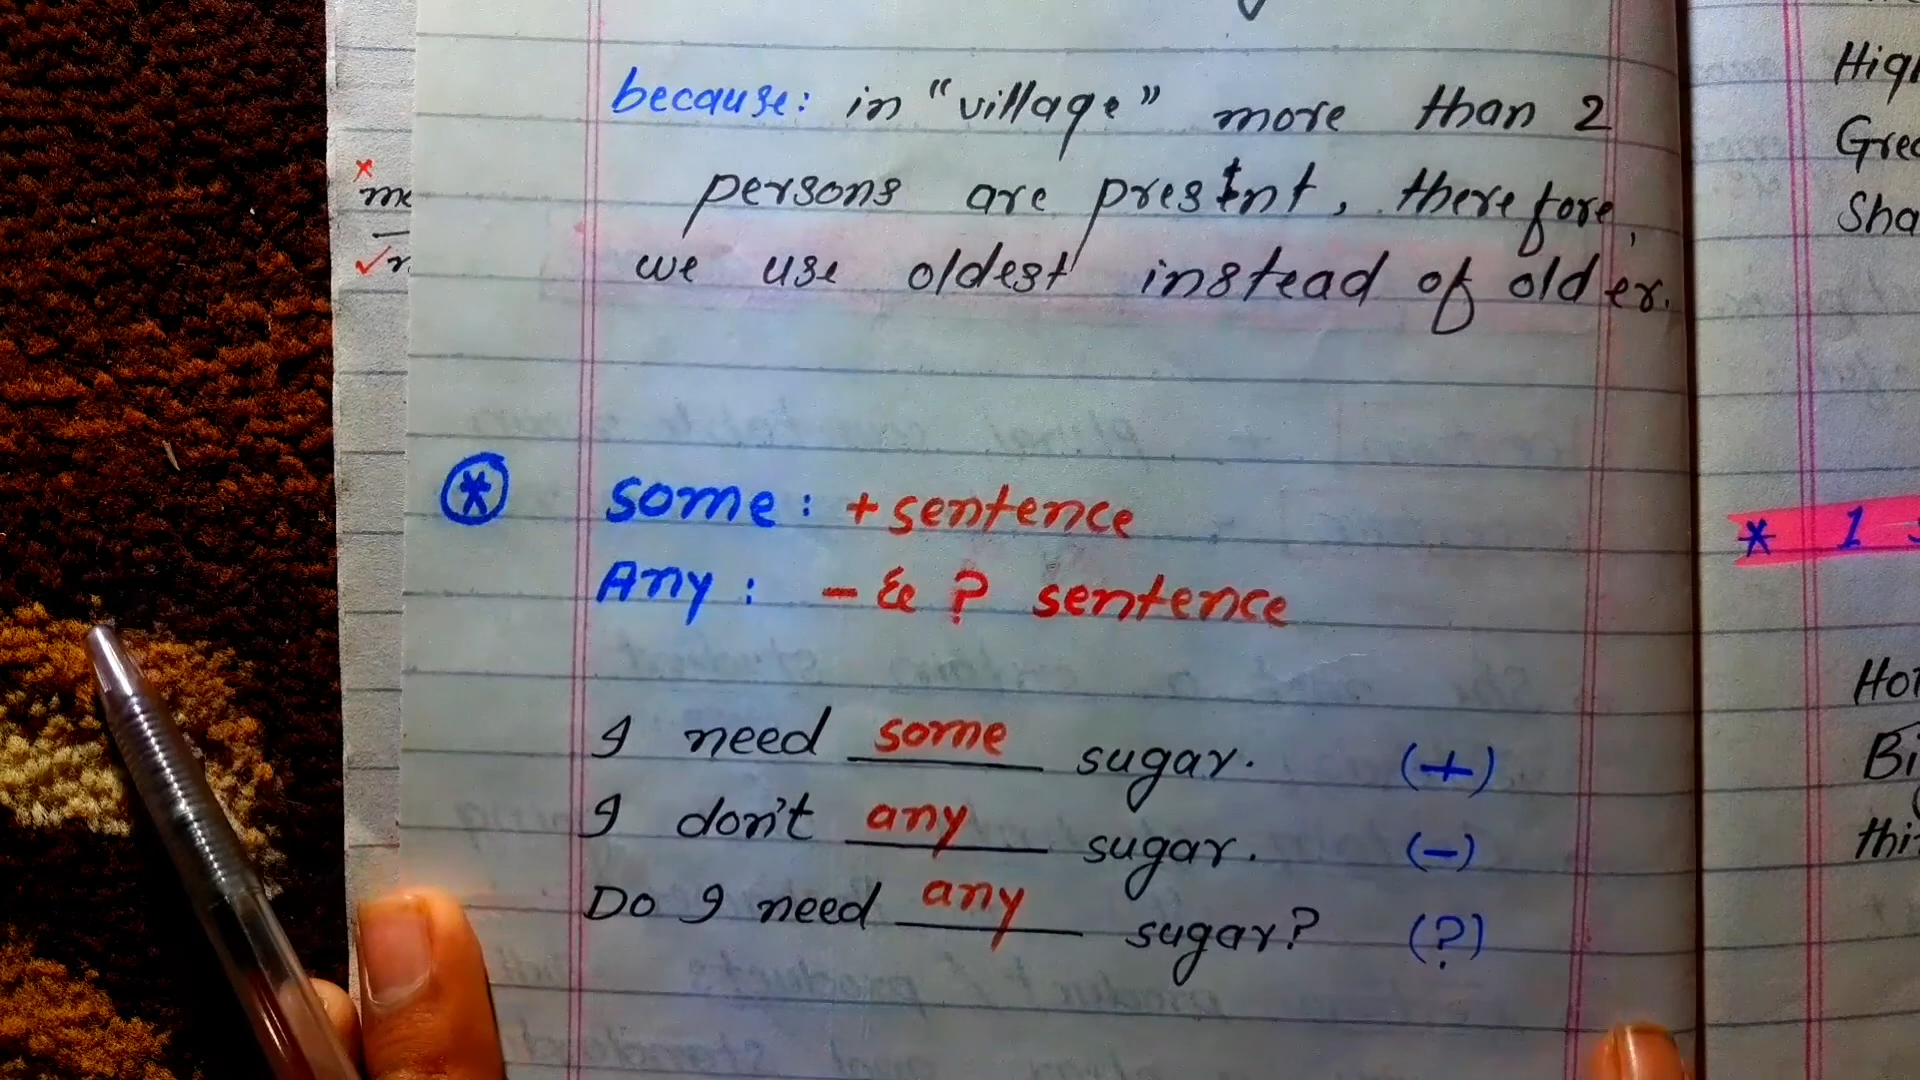 because: in "village" more than 2
persons are present, therefore,
we use oldest instead of older.
* some: + sentence
Any: - & ? sentence
I need some sugar. (+)
I don't any sugar. (-)
Do I need any sugar? (?)
* 1